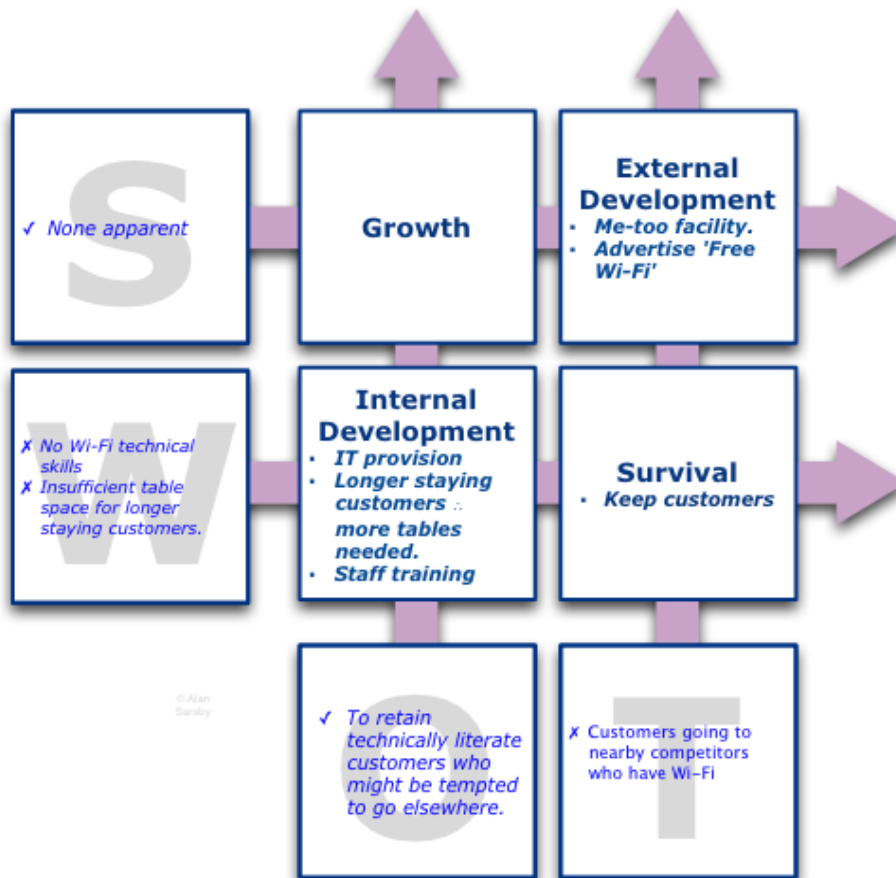 S
✓ None apparent
Growth
External
Development
• Me-too facility.
• Advertise 'Free
Wi-Fi'
W
✗ No Wi-Fi technical
skills
✗ Insufficient table
space for longer
staying customers.
Internal
Development
• IT provision
• Longer staying
customers ∴
more tables
needed.
• Staff training
Survival
• Keep customers
© Alan
Sarsby
O
✓ To retain
technically literate
customers who
might be tempted
to go elsewhere.
T
✗ Customers going to
nearby competitors
who have Wi-Fi